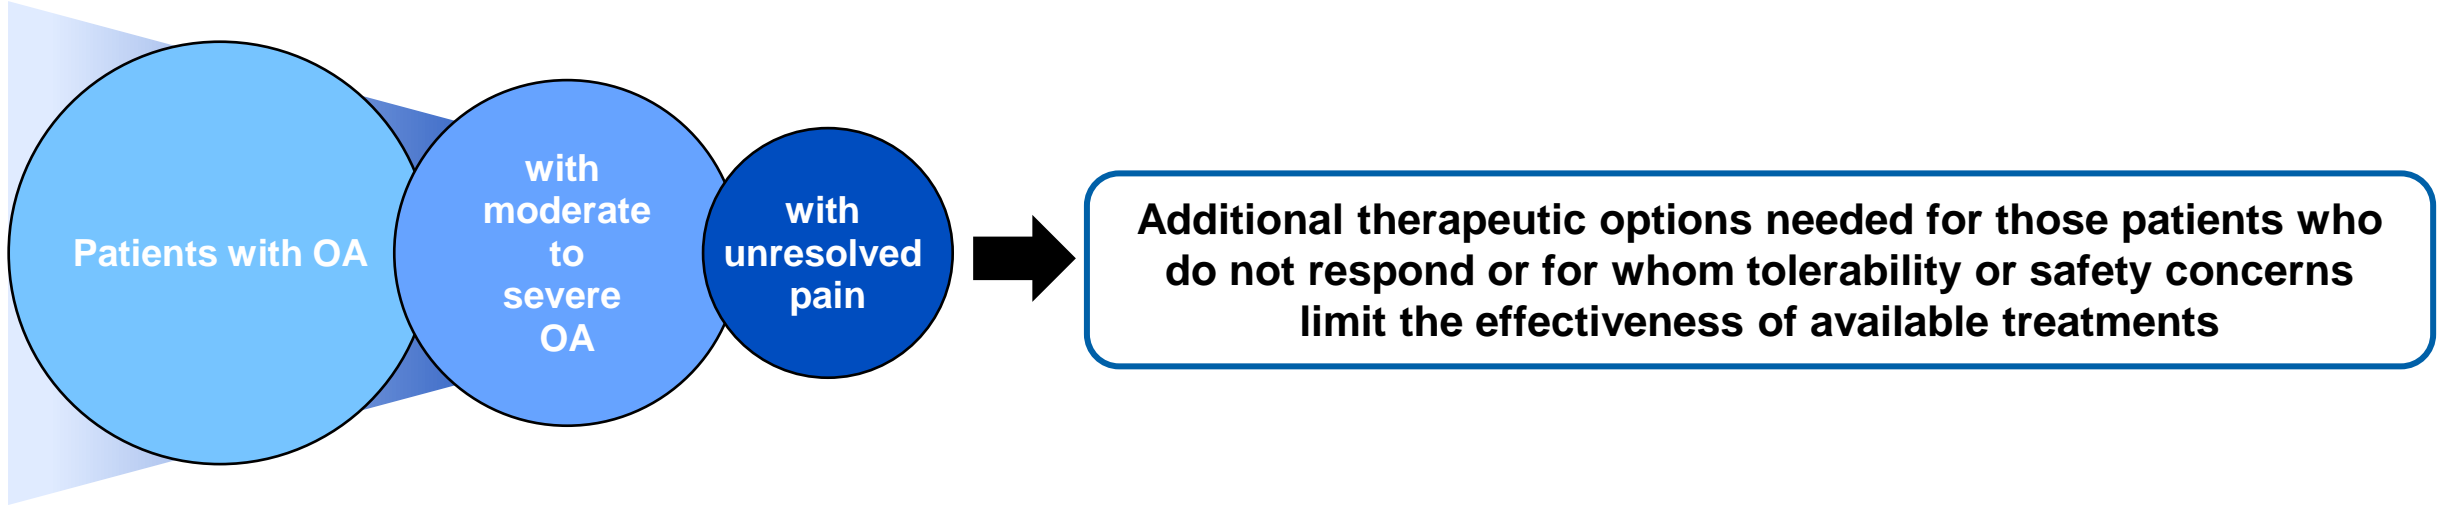 Patients with OA
with
moderate
to
severe
OA
with
unresolved
pain
Additional therapeutic options needed for those patients who
do not respond or for whom tolerability or safety concerns
limit the effectiveness of available treatments